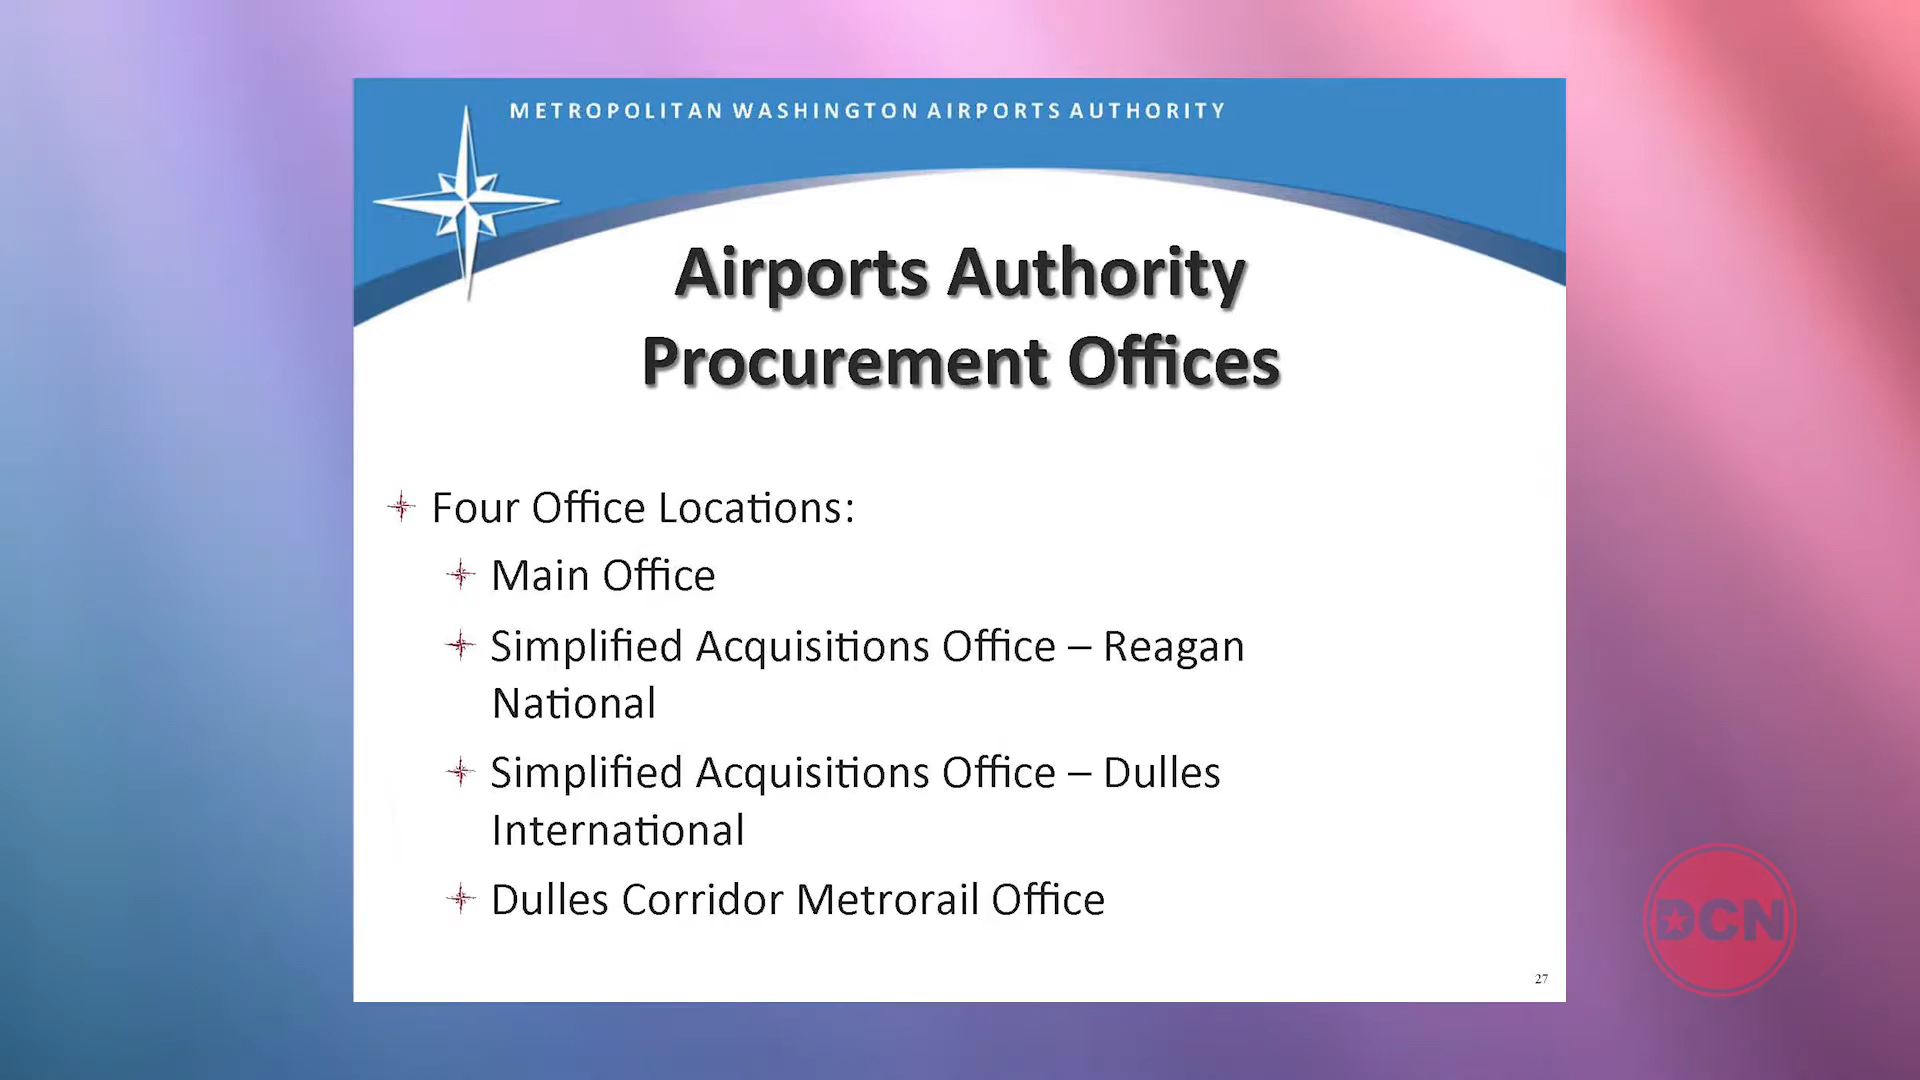 METROPOLITAN WASHINGTON AIRPORTS AUTHORITY
Airports Authority
Procurement Offices
Four Office Locations:
Main Office
Simplified Acquisitions Office – Reagan
National
Simplified Acquisitions Office – Dulles
International
Dulles Corridor Metrorail Office
27
DCN